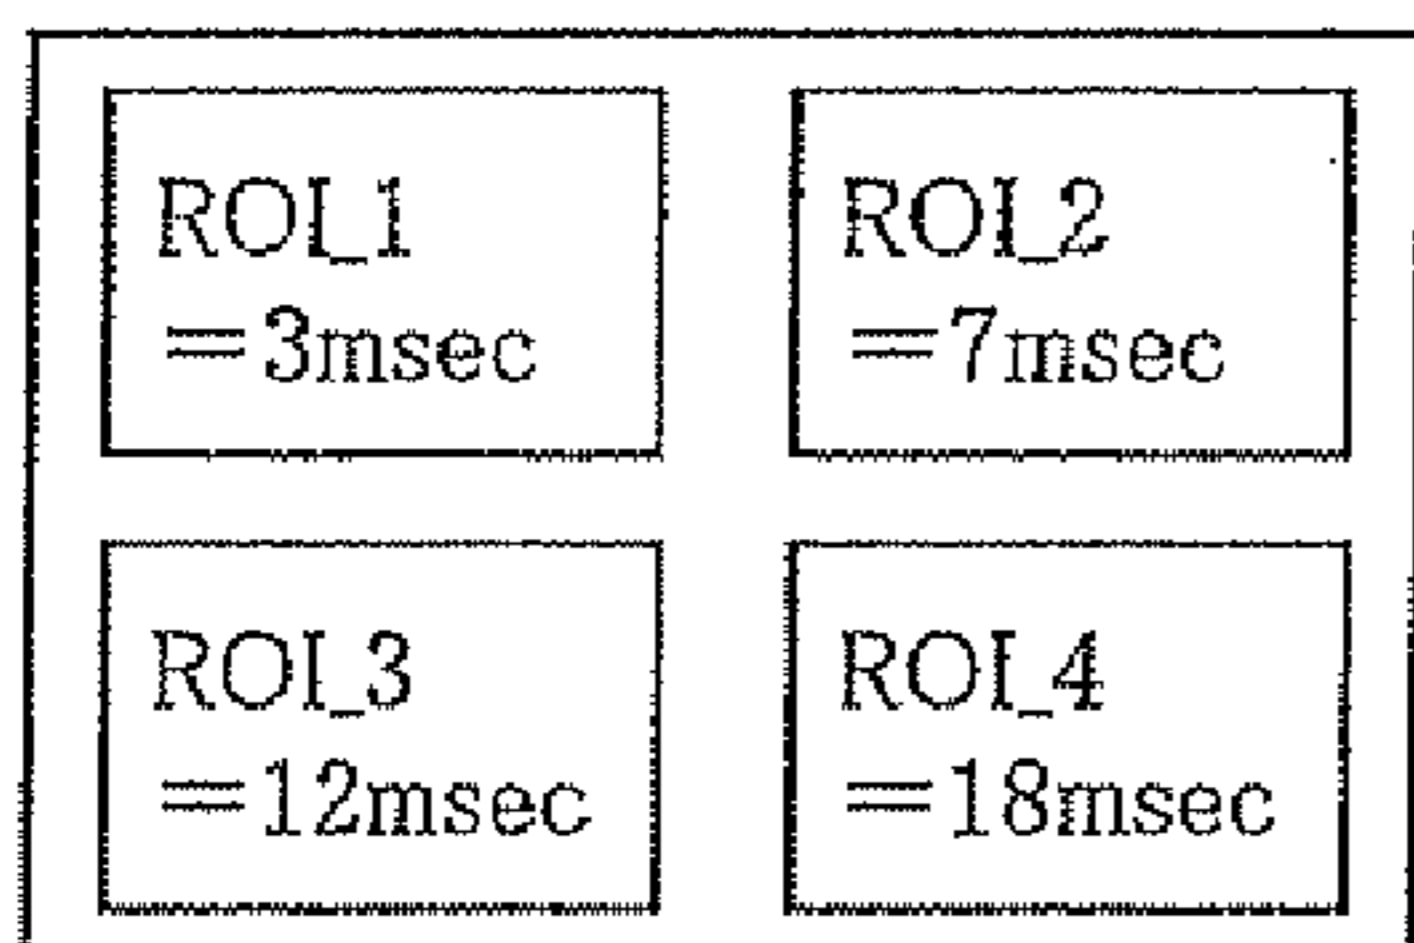 ROI_1
=3msec
ROI_2
=7msec
ROI_3
=12msec
ROI_4
=18msec